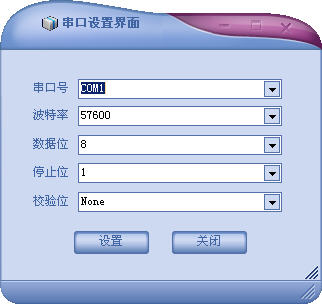 串口设置界面
串口号 COM1
波特率 57600
数据位 8
停止位 1
校验位 None
设置 关闭